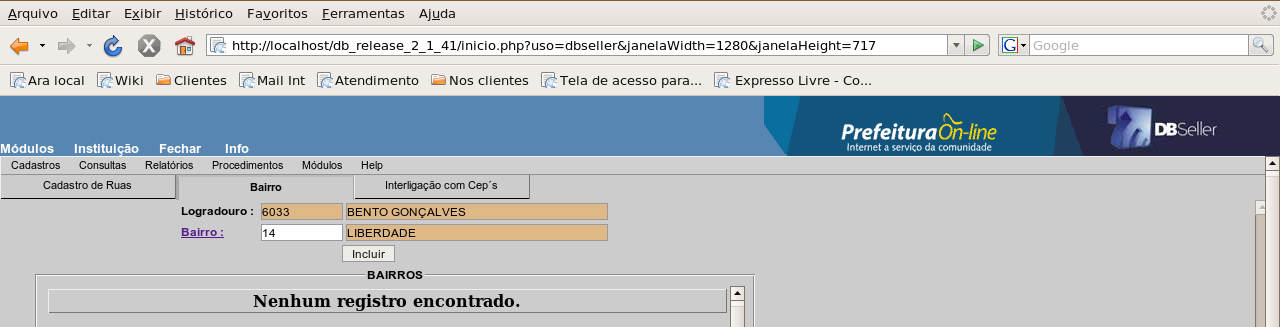 Arquivo Editar Exibir Histórico Favoritos Ferramentas Ajuda
http://localhost/db_release_2_1_41/inicio.php?uso=dbseller&janelaWidth=1280&janelaHeight=717 G Google
Ara local Wiki Clientes Mail Int Atendimento Nos clientes Tela de acesso para... Expresso Livre - Co...
Prefeitura On-line DBSeller
Internet a serviço da comunidade
Módulos Instituição Fechar Info
Cadastros Consultas Relatórios Procedimentos Módulos Help
Cadastro de Ruas Bairro Interligação com Cep´s
Logradouro : 6033 BENTO GONÇALVES
Bairro : 14 LIBERDADE
Incluir
BAIRROS
Nenhum registro encontrado.